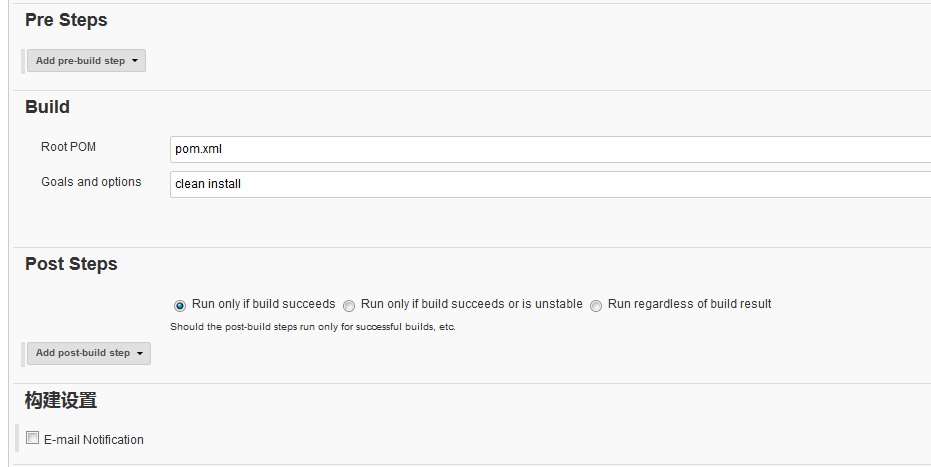 Pre Steps
Add pre-build step
Build
Root POM
pom.xml
Goals and options
clean install
Post Steps
Run only if build succeeds Run only if build succeeds or is unstable Run regardless of build result
Should the post-build steps run only for successful builds, etc.
Add post-build step
构建设置
E-mail Notification